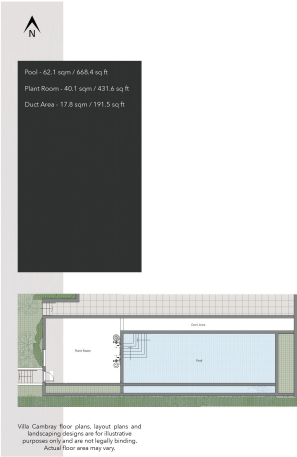 N
Pool - 62.1 sqm / 668.4 sq ft
Plant Room - 40.1 sqm / 431.6 sq ft
Duct Area - 17.8 sqm / 191.5 sq ft
Duct Area
Plant Room
Pool
Villa Cambray floor plans, layout plans and
landscaping designs are for illustrative
purposes only and are not legally binding.
Actual floor area may vary.